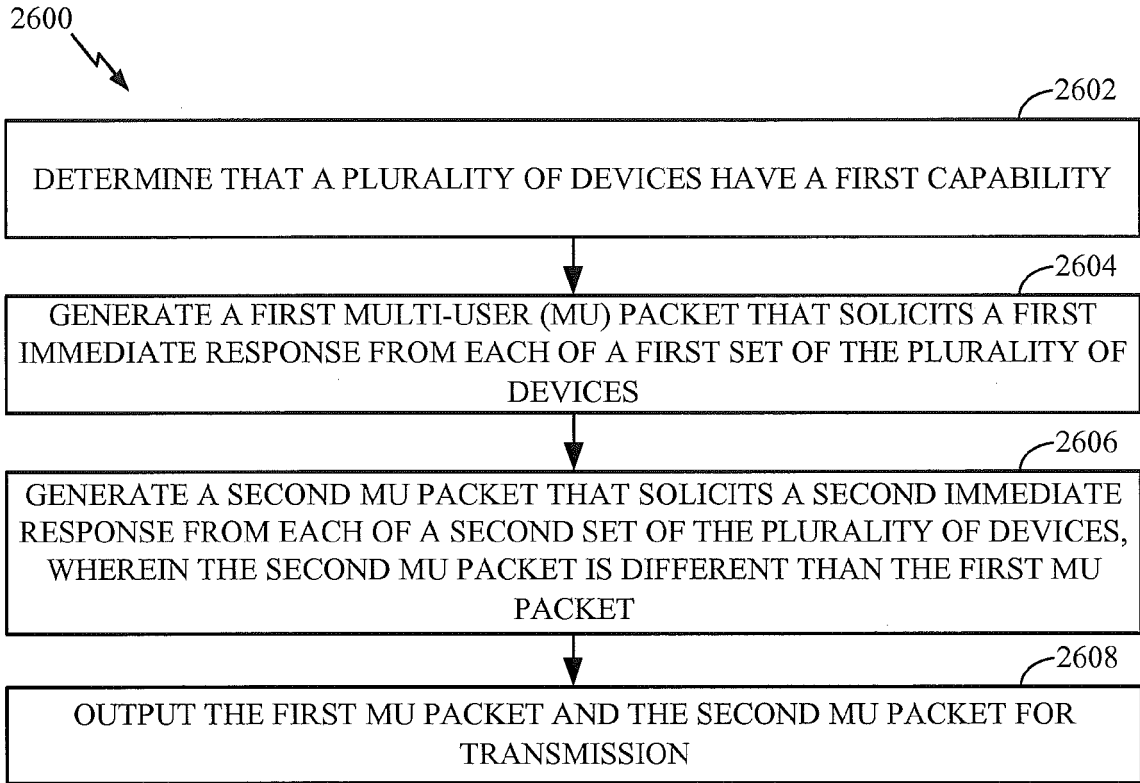 2600
2602
DETERMINE THAT A PLURALITY OF DEVICES HAVE A FIRST CAPABILITY
2604
GENERATE A FIRST MULTI-USER (MU) PACKET THAT SOLICITS A FIRST
IMMEDIATE RESPONSE FROM EACH OF A FIRST SET OF THE PLURALITY OF
DEVICES
2606
GENERATE A SECOND MU PACKET THAT SOLICITS A SECOND IMMEDIATE
RESPONSE FROM EACH OF A SECOND SET OF THE PLURALITY OF DEVICES,
WHEREIN THE SECOND MU PACKET IS DIFFERENT THAN THE FIRST MU
PACKET
2608
OUTPUT THE FIRST MU PACKET AND THE SECOND MU PACKET FOR
TRANSMISSION